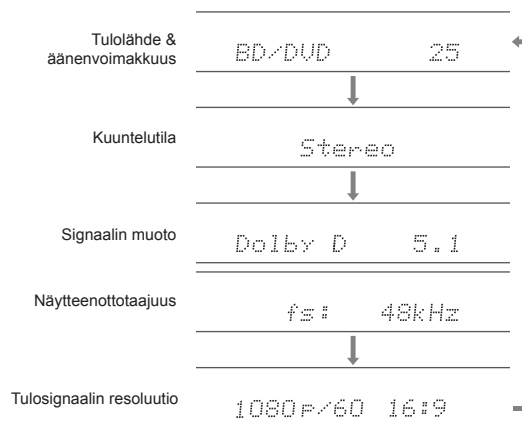 Tulolähde &
äänenvoimakkuus
BD/DVD 25
Kuuntelutila
Stereo
Signaalin muoto
Dolby D 5.1
Näytteenottotaajuus
fs: 48kHz
Tulosignaalin resoluutio
1080p/60 16:9